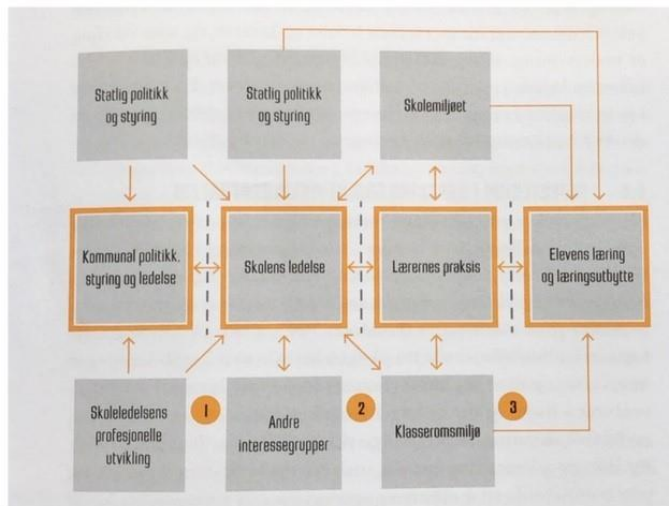 Statlig politikk
og styring
Statlig politikk
og styring
Skolemiljøet
Kommunal politikk.
styring og ledelse
Skolens ledelse
Lærernes praksis
Elevens læring
og læringsutbytte
Skoleledelsens
profesjonelle
utvikling
1
Andre
interessegrupper
2
Klasseromsmiljø
3